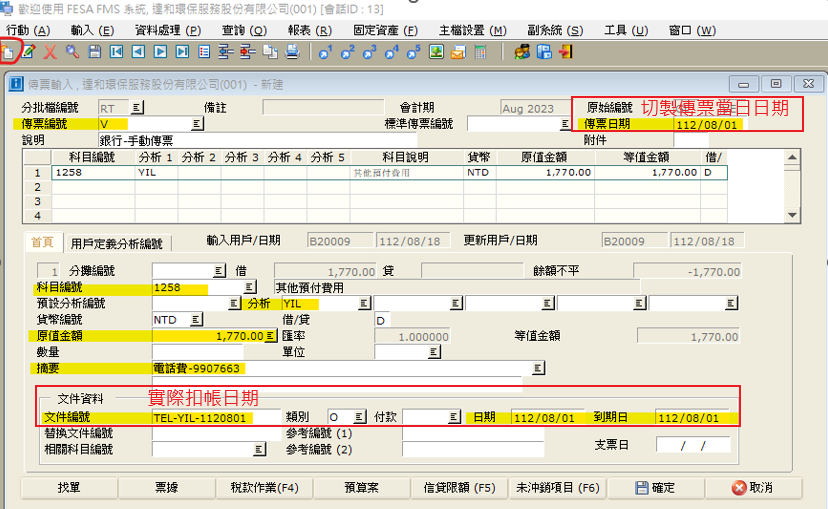 歡迎使用 FESA FMS 系統, 達和環保服務股份有限公司(001) [會話ID : 13]
行動 (A) 輸入 (E) 資料處理 (P) 查詢 (Q) 報表 (R) 固定資產 (F) 主檔設置 (M) 副系統 (S) 工具 (U) 窗口 (W)
1 2 3 4 5
傳票輸入 , 達和環保服務股份有限公司(001) - 新建
分批檔編號 RT 備註 會計期 Aug 2023 原始編號 切製傳票當日日期
傳票編號 V 標準傳票編號 傳票日期 112/08/01
說明 銀行-手動傳票 附件
科目編號 分析 1 分析 2 分析 3 分析 4 分析 5 科目說明 貨幣 原值金額 等值金額 借/
1 1258 YIL 其他預付費用 NTD 1,770.00 1,770.00 D
2
3
4
首頁 用戶定義分析編號 輸入用戶/日期 B20009 112/08/18 更新用戶/日期 B20009 112/08/18
1 分攤編號 借 1,770.00 貸 餘額不平 -1,770.00
科目編號 1258 其他預付費用
預設分析編號 分析 YIL
貨幣編號 NTD 借/貸 D
原值金額 1,770.00 匯率 1.000000 等值金額 1,770.00
數量 單位
摘要 電話費-9907663
文件資料 實際扣帳日期
文件編號 TEL-YIL-1120801 類別 O 付款 日期 112/08/01 到期日 112/08/01
替換文件編號 參考編號 (1)
相關科目編號 參考編號 (2) 支票日 / /
找單 票據 稅款作業(F4) 預算案 信貸限額 (F5) 未沖銷項目 (F6) 確定 取消